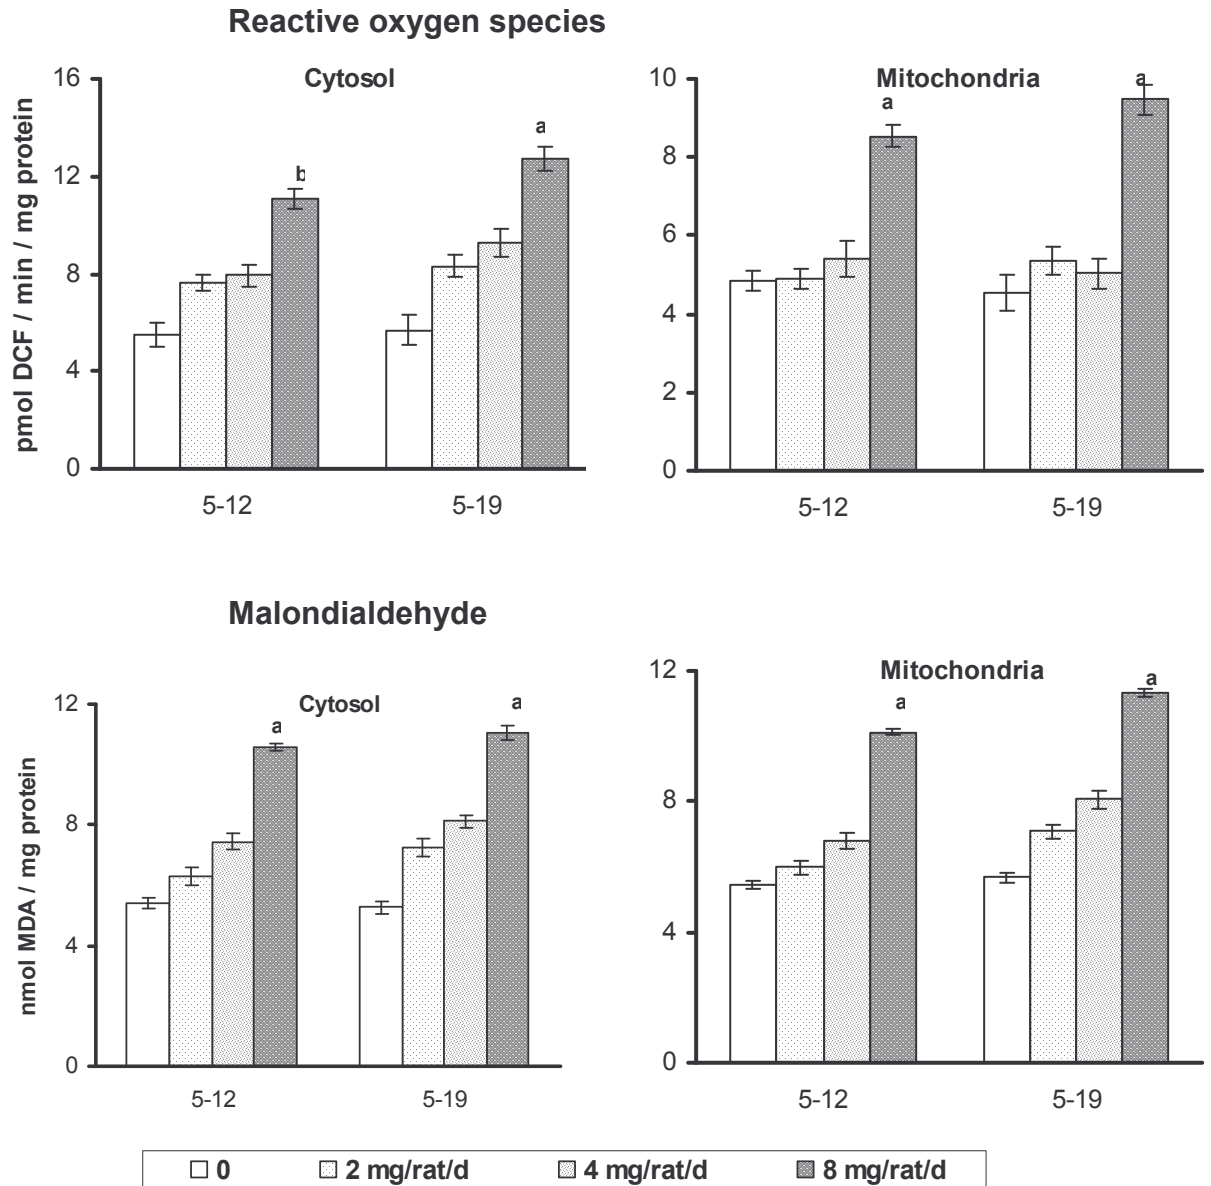 Reactive oxygen species
Cytosol
pmol DCF / min / mg protein
16
12
8
4
0
b
a
5-12
5-19
Mitochondria
10
8
6
4
2
0
a
a
5-12
5-19
Malondialdehyde
Cytosol
nmol MDA / mg protein
12
8
4
0
a
a
5-12
5-19
Mitochondria
12
8
4
0
a
a
5-12
5-19
0 2 mg/rat/d 4 mg/rat/d 8 mg/rat/d